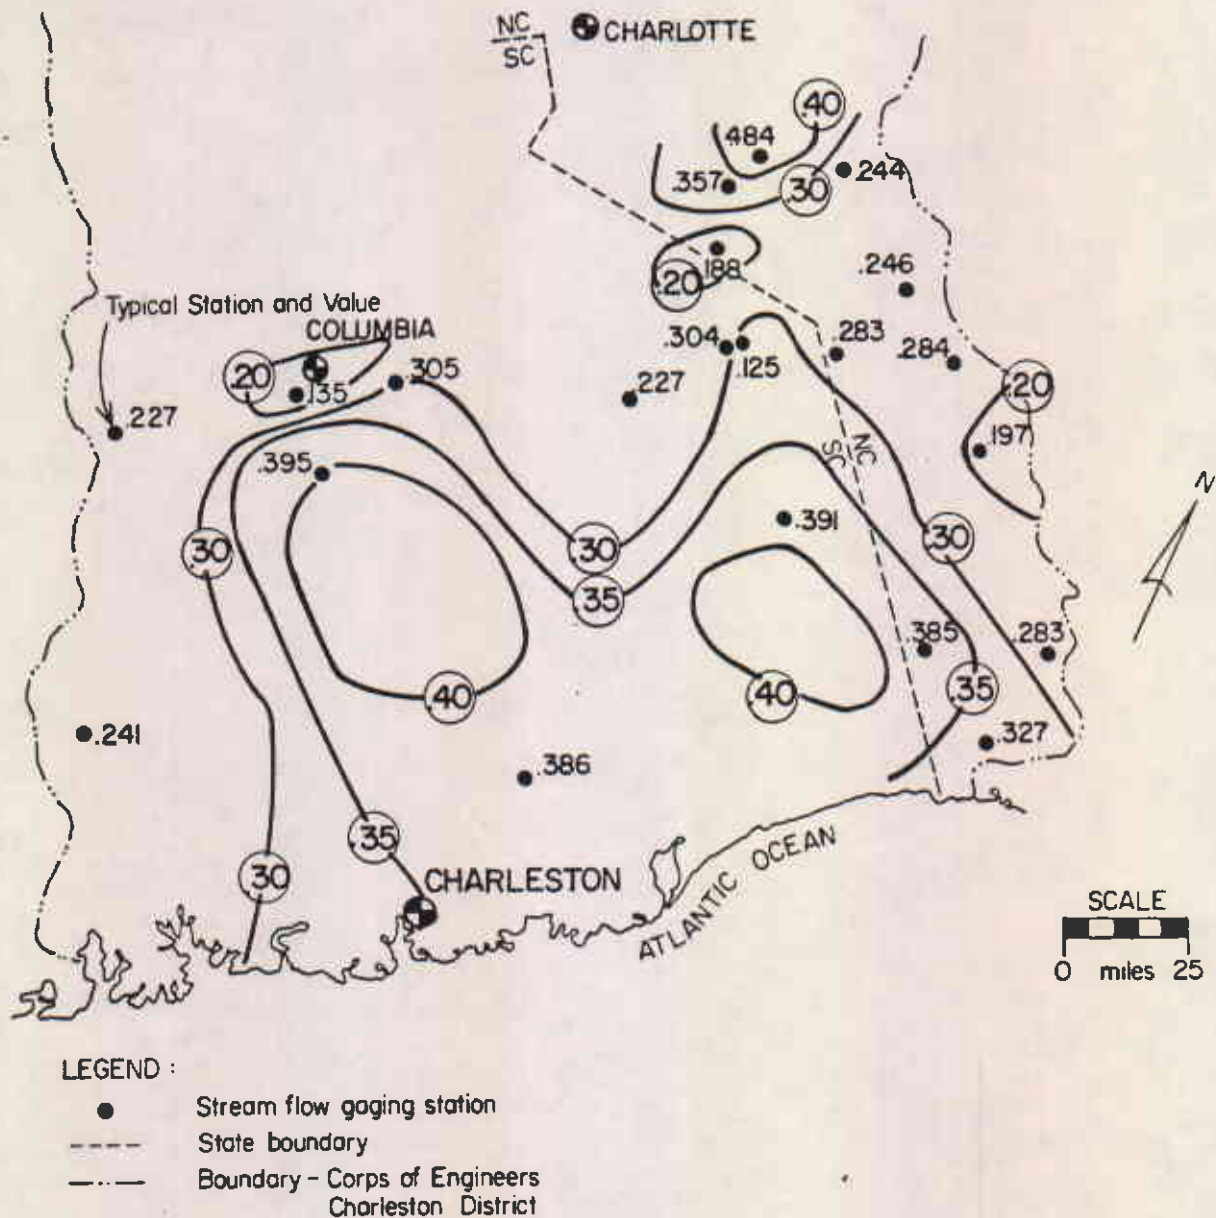 NC
SC
CHARLOTTE
.40
.484
.357
.30
.244
.188
.20
.246
Typical Station and Value
COLUMBIA
.20
.135
.305
.304
.125
.283
.284
.20
.227
.227
.197
.395
NC
SC
N
.30
.30
.391
.30
.35
.385
.283
.40
.40
.35
.241
.327
.386
.35
.30
CHARLESTON
ATLANTIC OCEAN
SCALE
0 miles 25
LEGEND :
Stream flow gaging station
State boundary
Boundary - Corps of Engineers
Charleston District